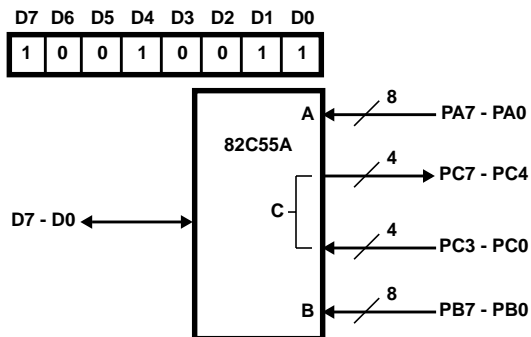 D7 D6 D5 D4 D3 D2 D1 D0
1 0 0 1 0 0 1 1
A 8 PA7 - PA0
82C55A
4 PC7 - PC4
C
D7 - D0
4 PC3 - PC0
B 8 PB7 - PB0